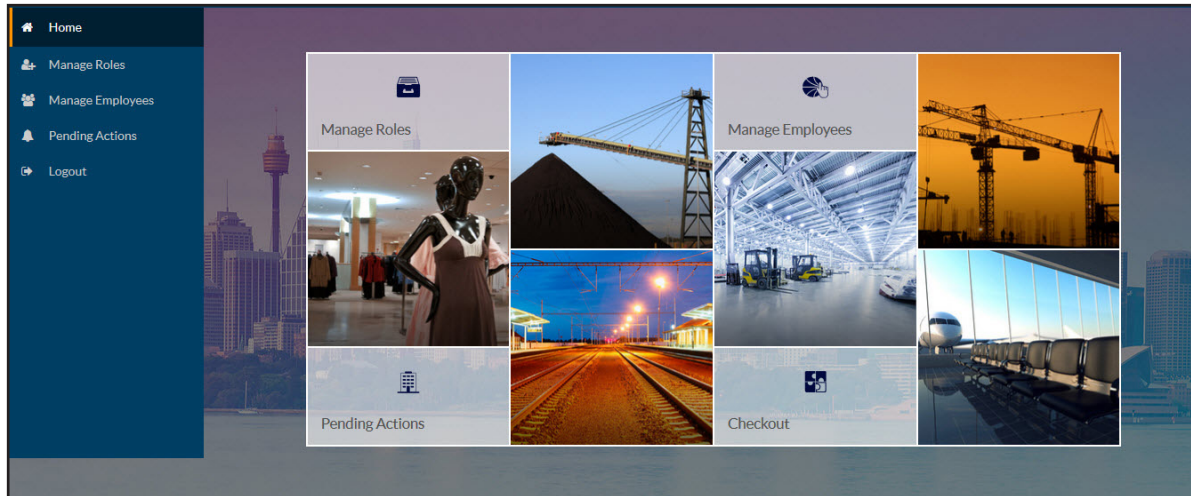 Home
Manage Roles
Manage Employees
Pending Actions
Logout
Manage Roles
Manage Employees
Pending Actions
Checkout